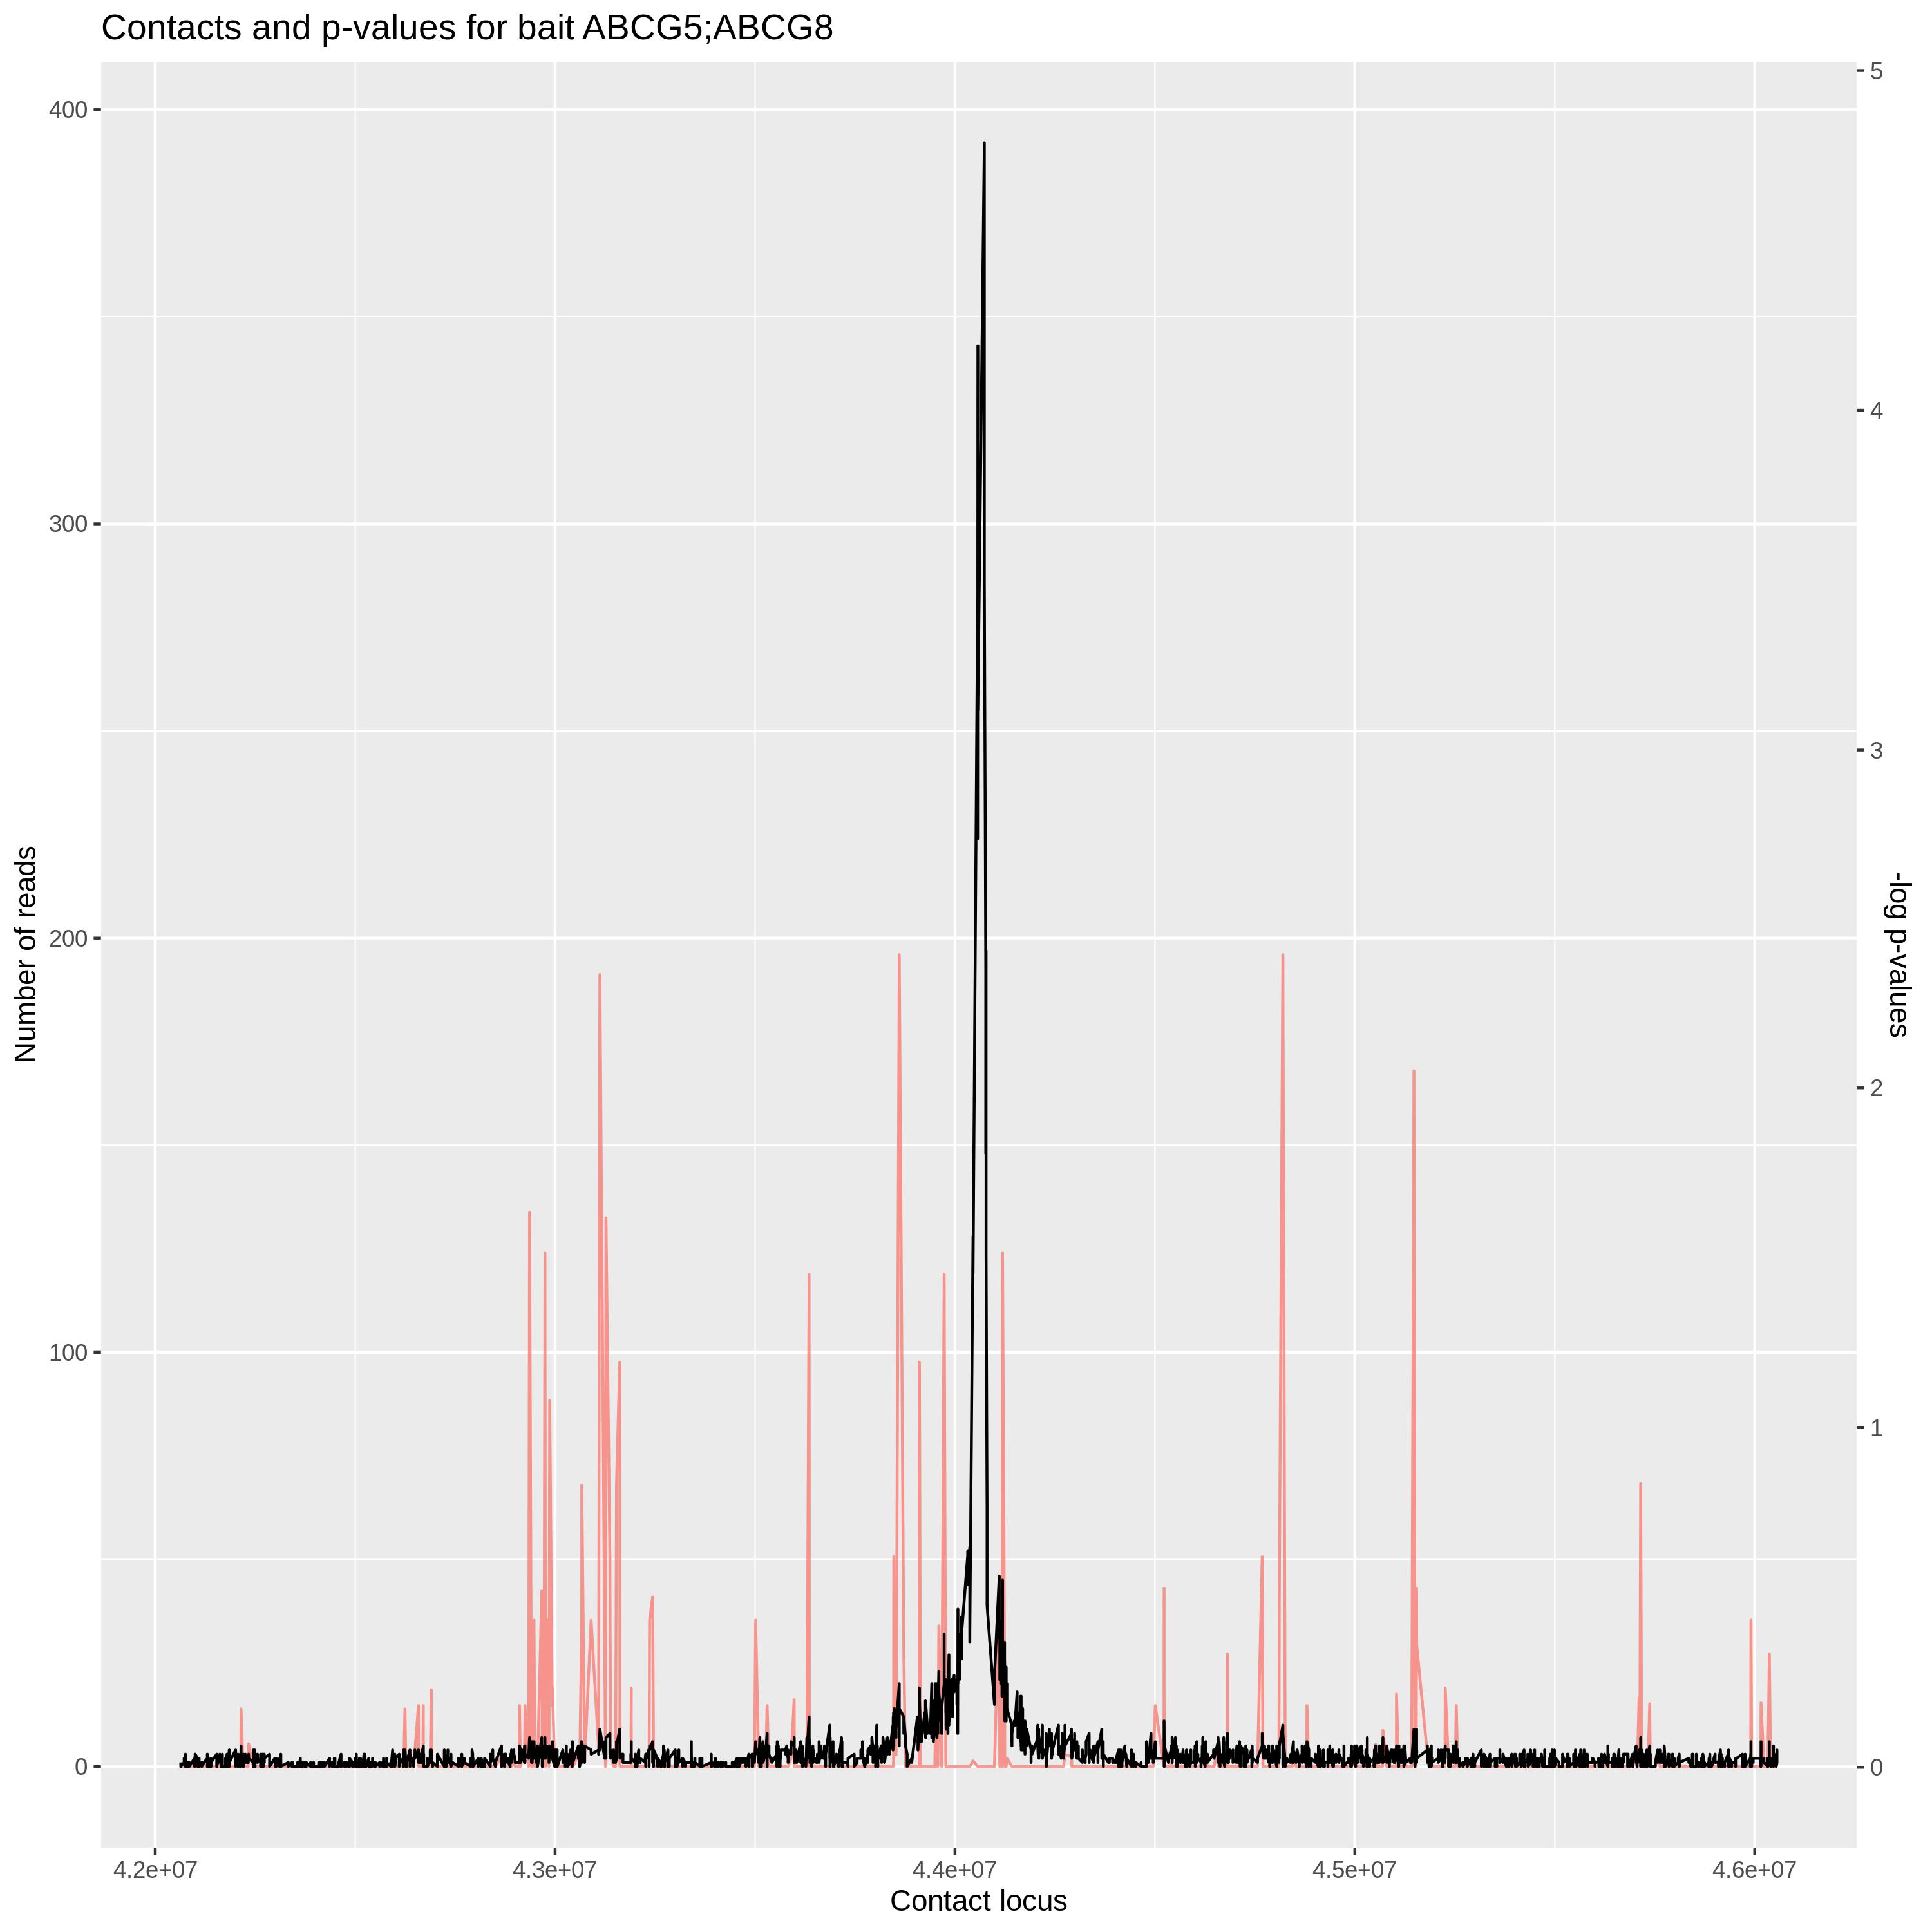 Contacts and p-values for bait ABCG5;ABCG8
Number of reads
400
300
200
100
0
5
4
3
2
1
0
-log p-values
4.2e+07
4.3e+07
4.4e+07
4.5e+07
4.6e+07
Contact locus